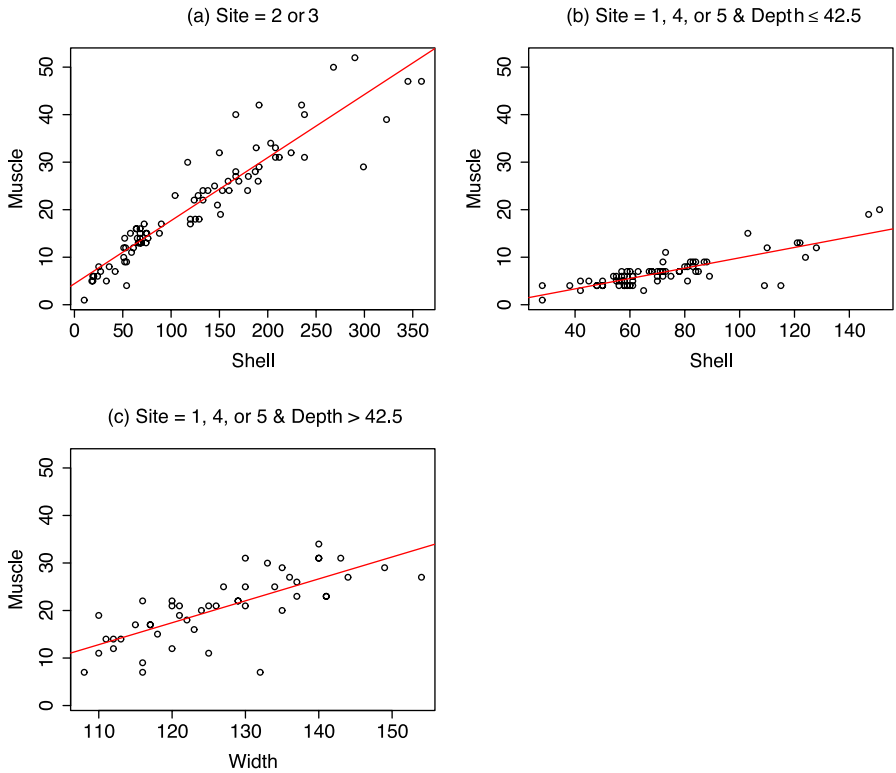 (a) Site = 2 or 3
Muscle
50
40
30
20
10
0
0 50 100 150 200 250 300 350
Shell
(b) Site = 1, 4, or 5 & Depth ≤ 42.5
Muscle
50
40
30
20
10
0
40 60 80 100 120 140
Shell
(c) Site = 1, 4, or 5 & Depth > 42.5
Muscle
50
40
30
20
10
0
110 120 130 140 150
Width